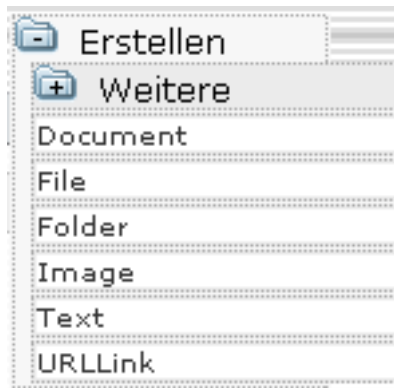 Erstellen
Weitere
Document
File
Folder
Image
Text
URLLink